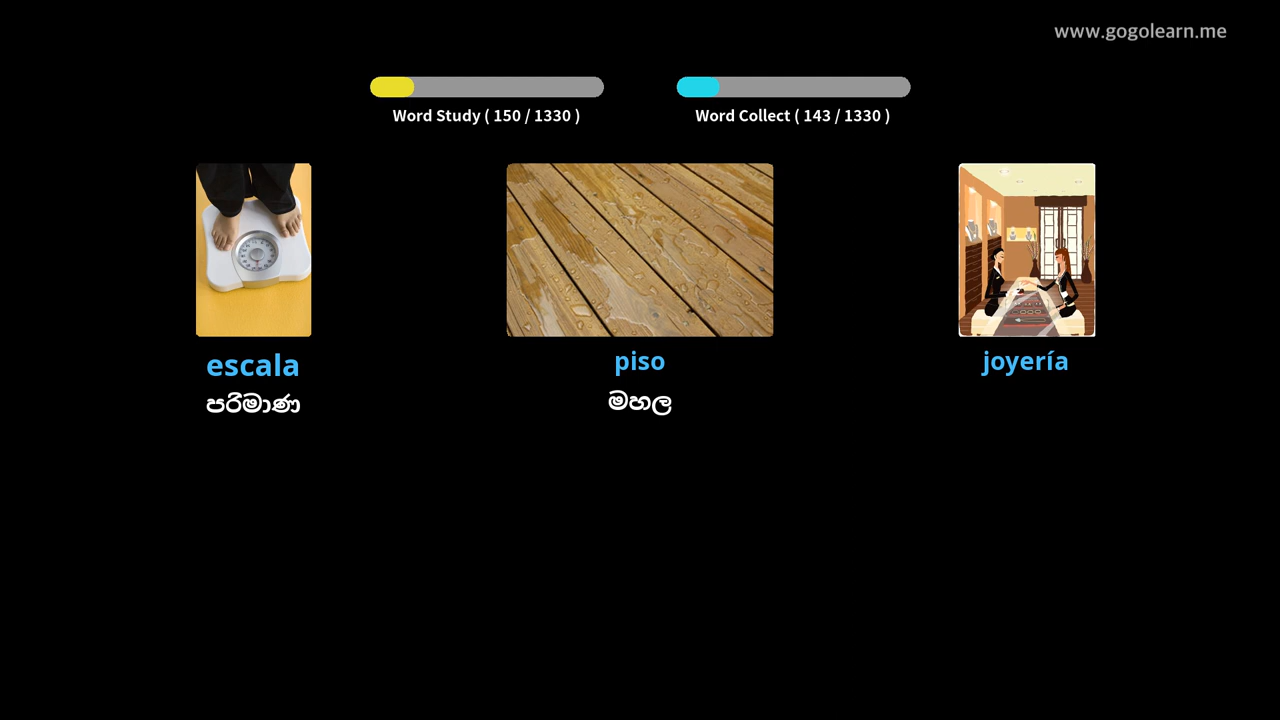 www.gogolearn.me
Word Study ( 150 / 1330 )
Word Collect ( 143 / 1330 )
escala
piso
joyería
පරිමාණ
මහල